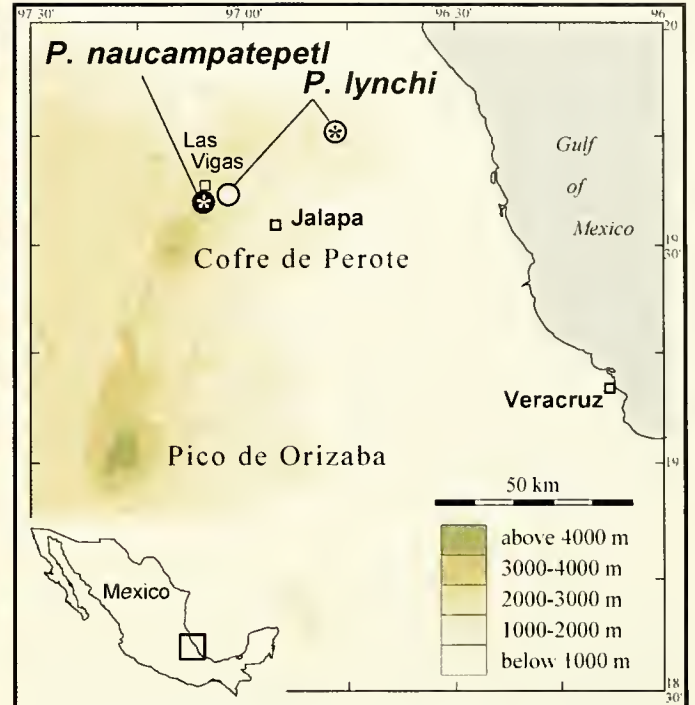 97 30'
97 00'
96 30'
96
20
P. naucampatepetl
P. lynchi
Las
Vigas
Jalapa
Cofre de Perote
Gulf
of
Mexico
19
30'
Veracruz
Pico de Orizaba
19
50 km
above 4000 m
3000-4000 m
2000-3000 m
1000-2000 m
below 1000 m
Mexico
18
30'